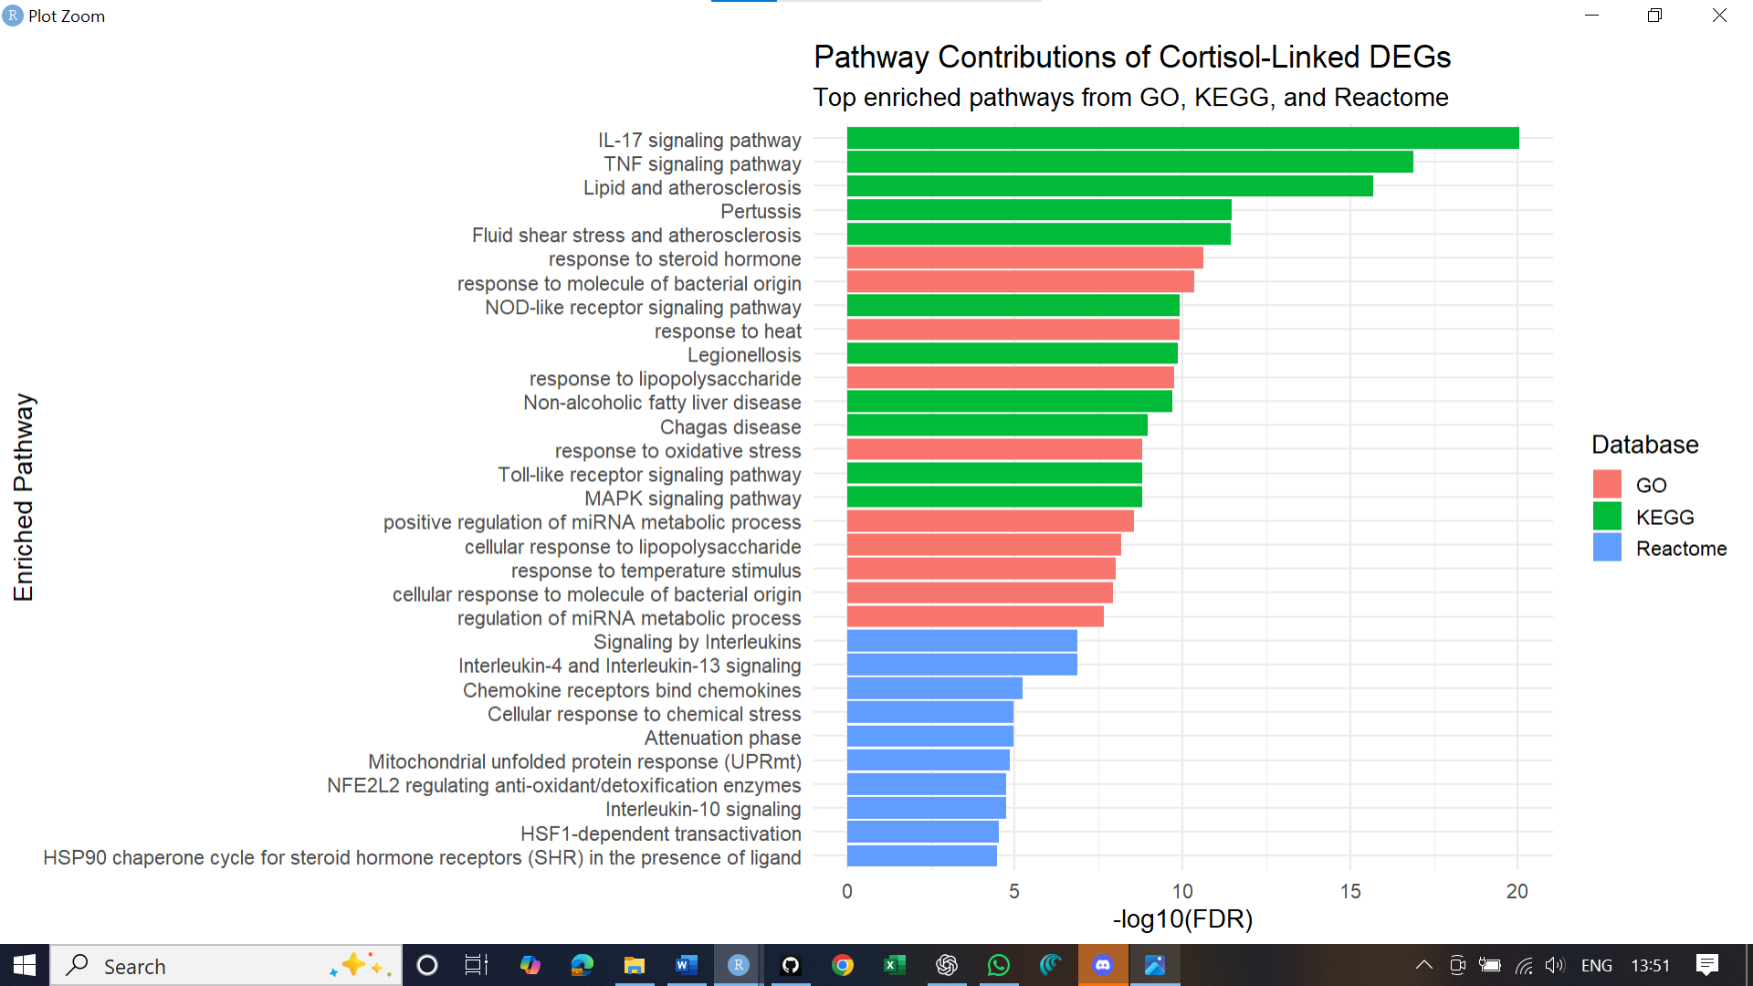 R Plot Zoom
Pathway Contributions of Cortisol-Linked DEGs
Top enriched pathways from GO, KEGG, and Reactome
Enriched Pathway
IL-17 signaling pathway
TNF signaling pathway
Lipid and atherosclerosis
Pertussis
Fluid shear stress and atherosclerosis
response to steroid hormone
response to molecule of bacterial origin
NOD-like receptor signaling pathway
response to heat
Legionellosis
response to lipopolysaccharide
Non-alcoholic fatty liver disease
Chagas disease
response to oxidative stress
Toll-like receptor signaling pathway
MAPK signaling pathway
positive regulation of miRNA metabolic process
cellular response to lipopolysaccharide
response to temperature stimulus
cellular response to molecule of bacterial origin
regulation of miRNA metabolic process
Signaling by Interleukins
Interleukin-4 and Interleukin-13 signaling
Chemokine receptors bind chemokines
Cellular response to chemical stress
Attenuation phase
Mitochondrial unfolded protein response (UPRmt)
NFE2L2 regulating anti-oxidant/detoxification enzymes
Interleukin-10 signaling
HSF1-dependent transactivation
HSP90 chaperone cycle for steroid hormone receptors (SHR) in the presence of ligand
0 5 10 15 20
-log10(FDR)
Database
GO
KEGG
Reactome
Search
W
R
X
ENG 13:51